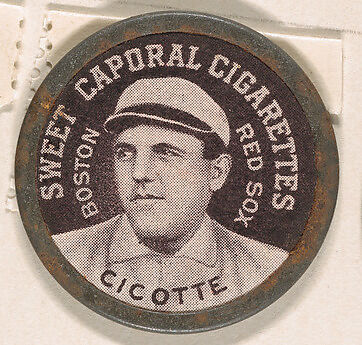 SWEET CAPORAL CIGARETTES
BOSTON
RED SOX
CICOTTE